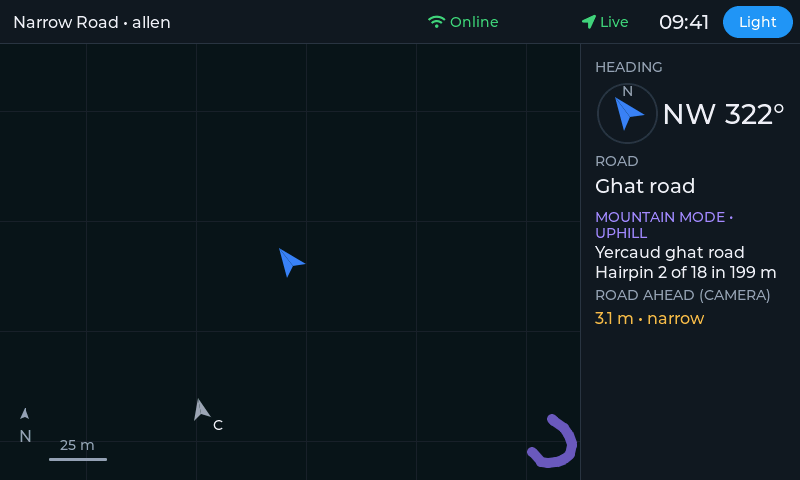 Narrow Road • allen
Online
Live
09:41
Light
HEADING
N
NW 322°
ROAD
Ghat road
MOUNTAIN MODE •
UPHILL
Yercaud ghat road
Hairpin 2 of 18 in 199 m
ROAD AHEAD (CAMERA)
3.1 m • narrow
C
N
25 m